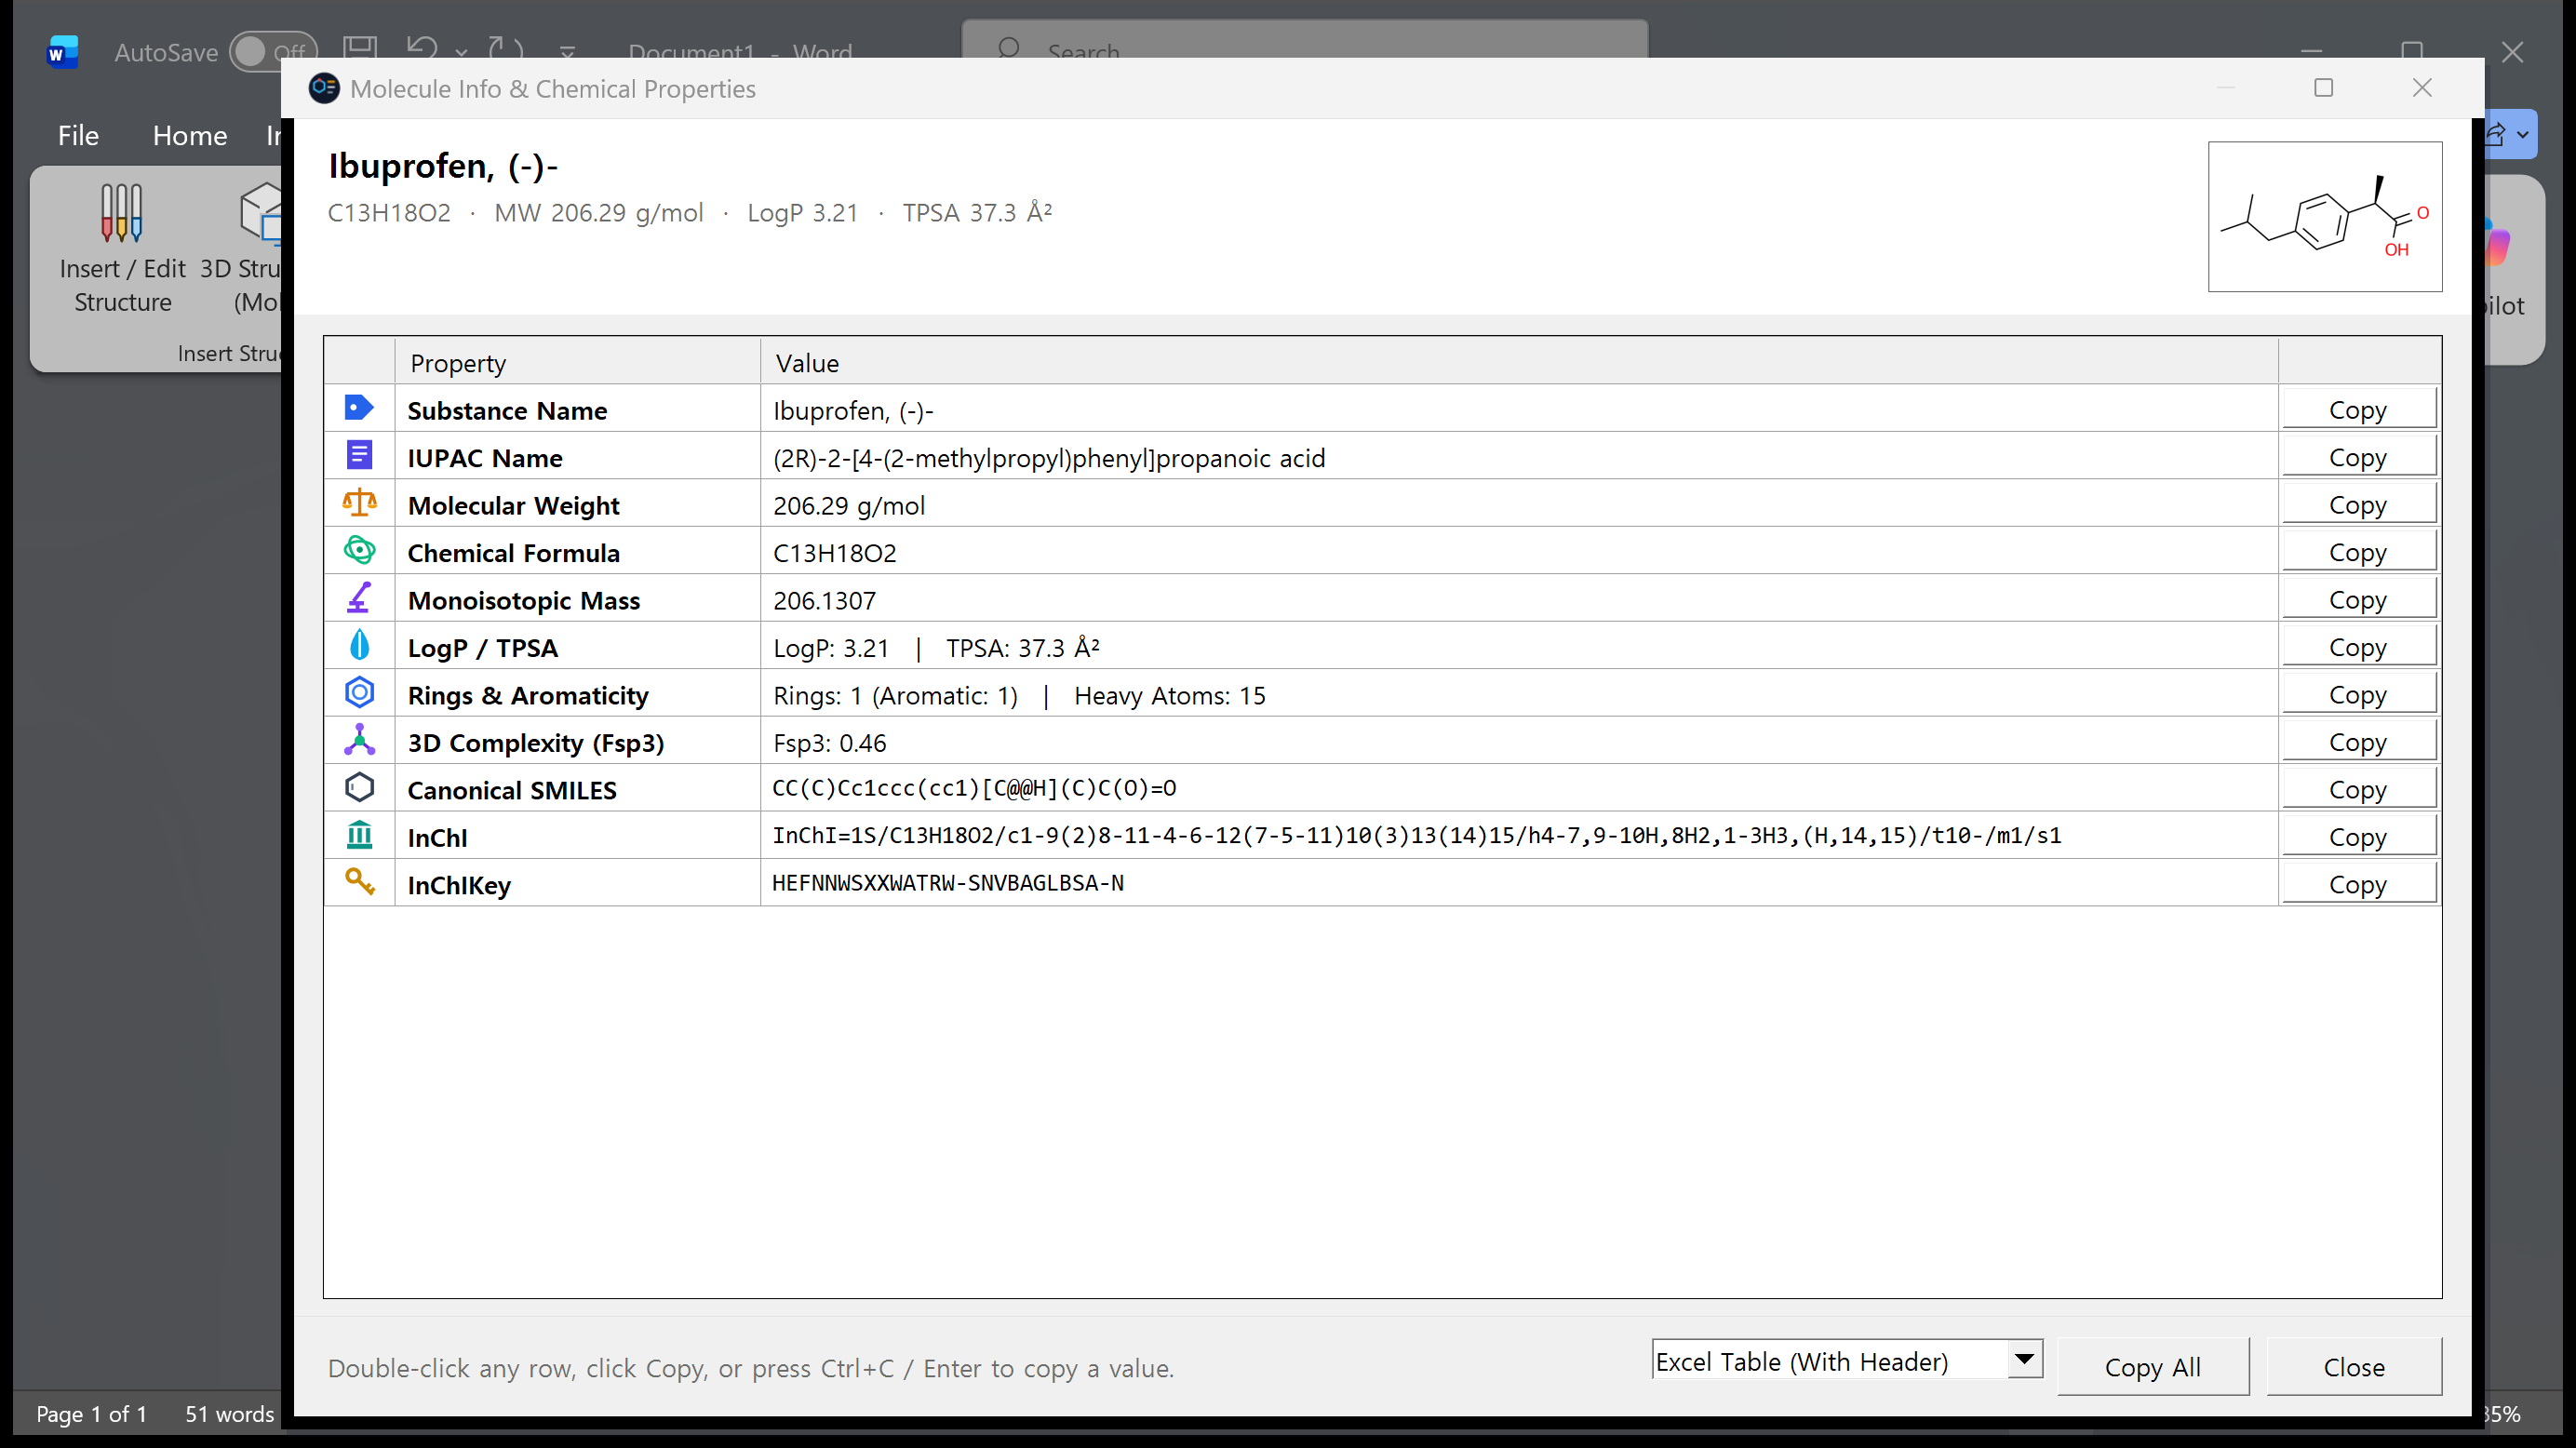 AutoSave Off Document1 - Word Search
Molecule Info & Chemical Properties
File Home
Ibuprofen, (-)-
C13H18O2 · MW 206.29 g/mol · LogP 3.21 · TPSA 37.3 Å²
O
OH
Insert / Edit
Structure
3D Stru
(Mol
Insert Stru
ilot
Property Value
Substance Name Ibuprofen, (-)- Copy
IUPAC Name (2R)-2-[4-(2-methylpropyl)phenyl]propanoic acid Copy
Molecular Weight 206.29 g/mol Copy
Chemical Formula C13H18O2 Copy
Monoisotopic Mass 206.1307 Copy
LogP / TPSA LogP: 3.21 | TPSA: 37.3 Å² Copy
Rings & Aromaticity Rings: 1 (Aromatic: 1) | Heavy Atoms: 15 Copy
3D Complexity (Fsp3) Fsp3: 0.46 Copy
Canonical SMILES CC(C)Cc1ccc(cc1)[C@@H](C)C(O)=O Copy
InChI InChI=1S/C13H18O2/c1-9(2)8-11-4-6-12(7-5-11)10(3)13(14)15/h4-7,9-10H,8H2,1-3H3,(H,14,15)/t10-/m1/s1 Copy
InChIKey HEFNNWSXXWATRW-SNVBAGLBSA-N Copy
Double-click any row, click Copy, or press Ctrl+C / Enter to copy a value. Excel Table (With Header) Copy All Close
Page 1 of 1 51 words 35%